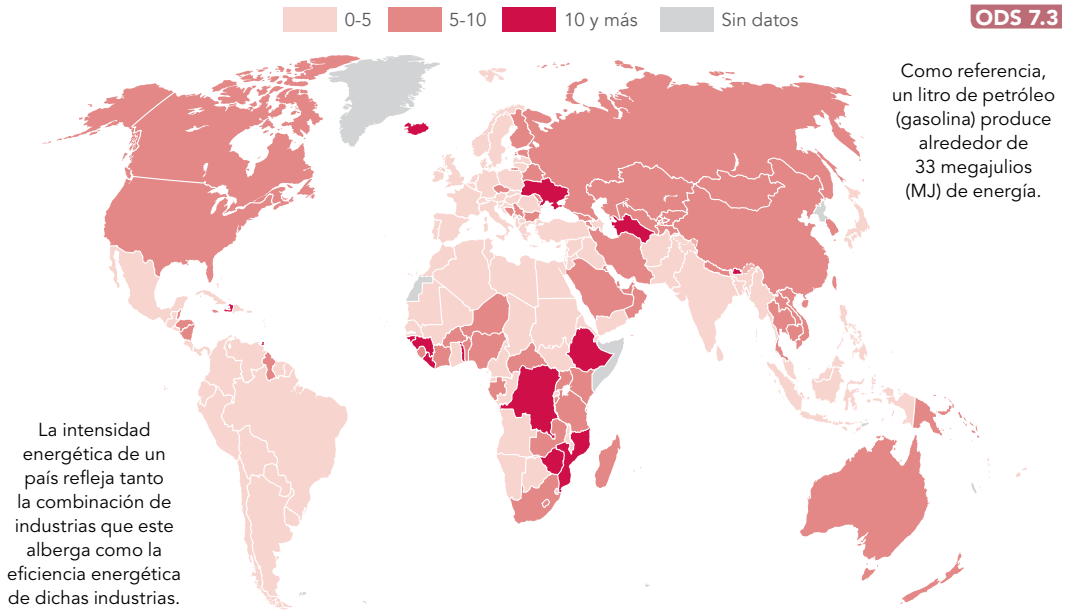 0-5
5-10
10 y más
Sin datos
ODS 7.3
Como referencia,
un litro de petróleo
(gasolina) produce
alrededor de
33 megajulios
(MJ) de energía.
La intensidad
energética de un
país refleja tanto
la combinación de
industrias que este
alberga como la
eficiencia energética
de dichas industrias.